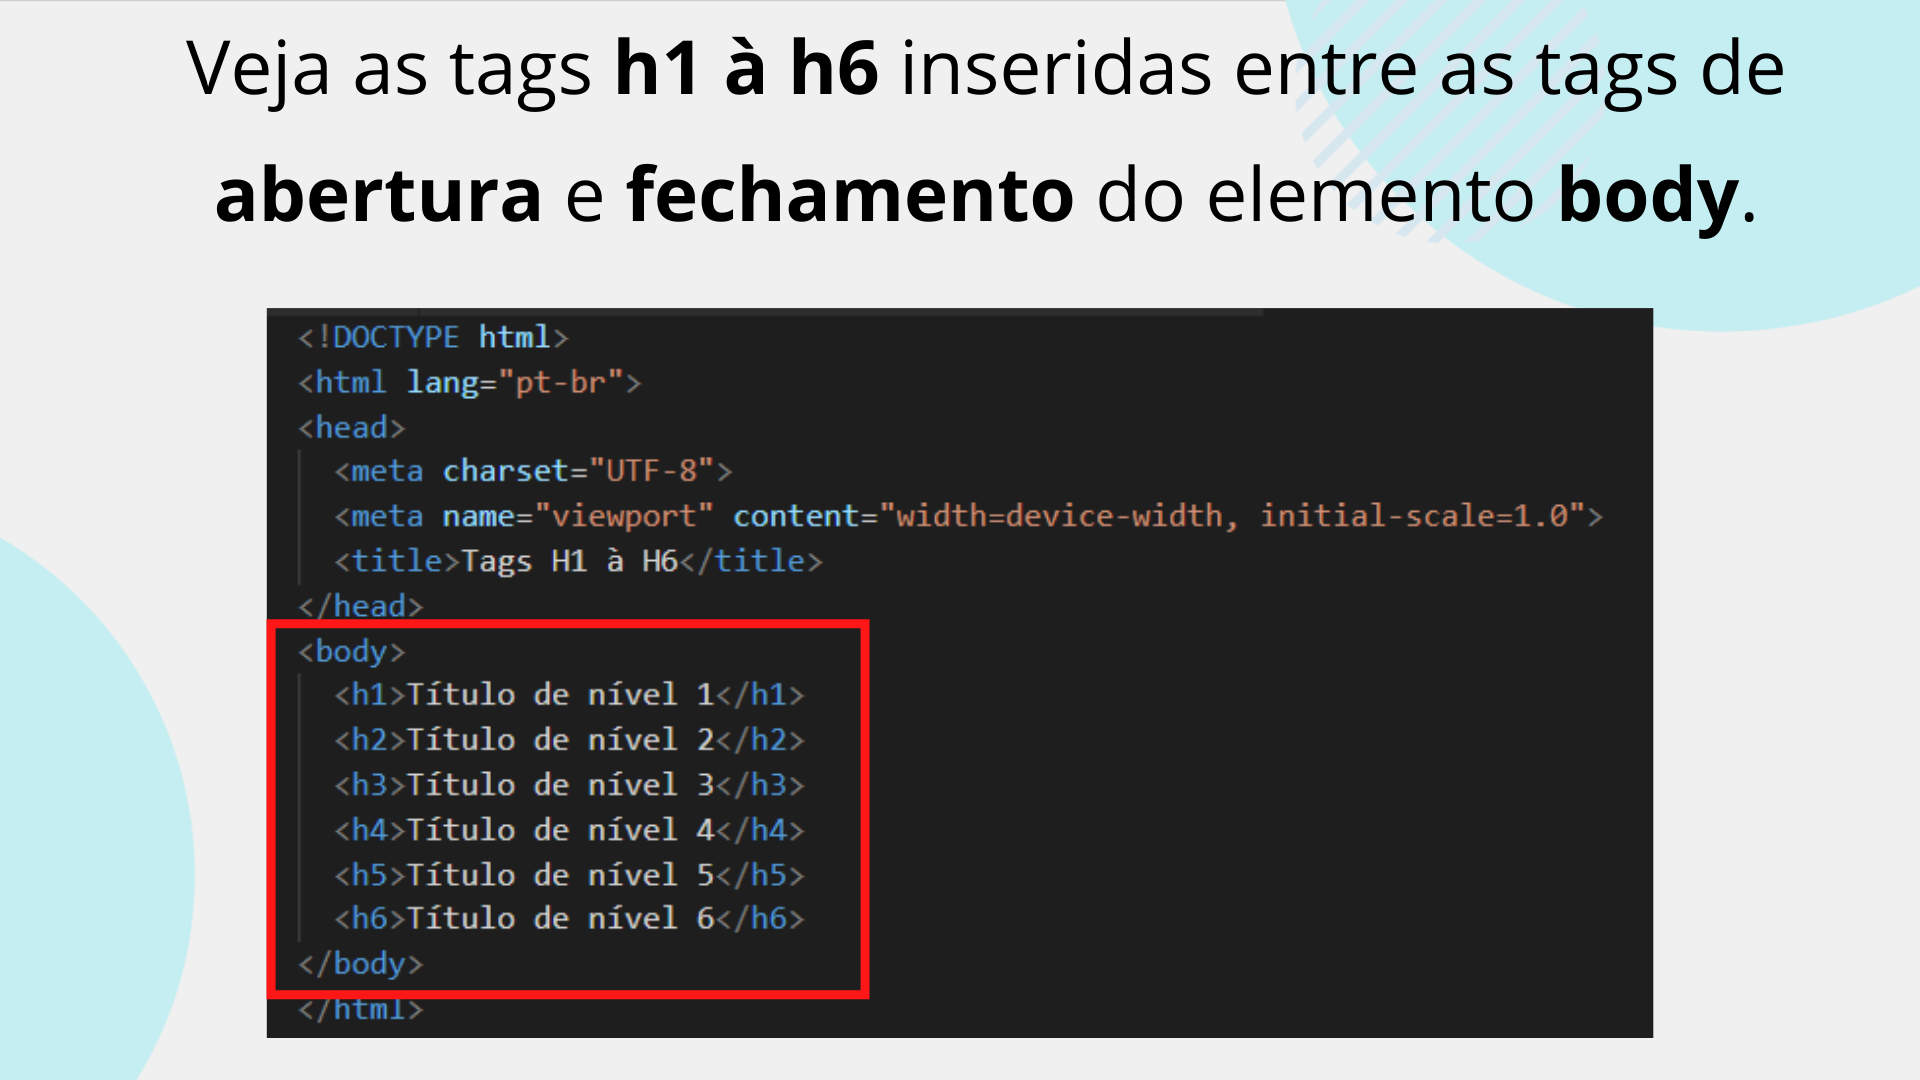 Veja as tags h1 à h6 inseridas entre as tags de
abertura e fechamento do elemento body.
<!DOCTYPE html>
<html lang="pt-br">
<head>
<meta charset="UTF-8">
<meta name="viewport" content="width=device-width, initial-scale=1.0">
<title>Tags H1 à H6</title>
</head>
<body>
<h1>Título de nível 1</h1>
<h2>Título de nível 2</h2>
<h3>Título de nível 3</h3>
<h4>Título de nível 4</h4>
<h5>Título de nível 5</h5>
<h6>Título de nível 6</h6>
</body>
</html>